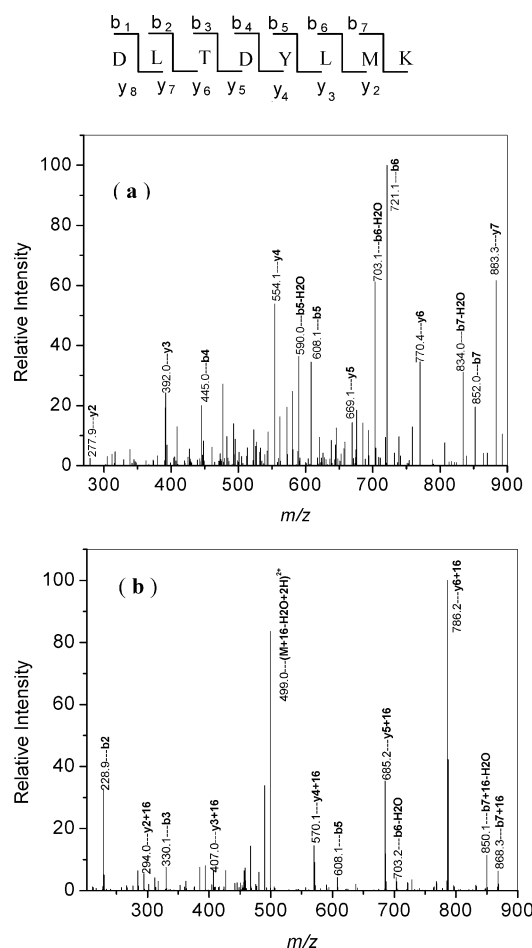 b1 b2 b3 b4 b5 b6 b7
D L T D Y L M K
y8 y7 y6 y5 y4 y3 y2
( a )
Relative Intensity
100
80
60
40
20
0
277.9---y2
392.0---y3
445.0---b4
554.1---y4
590.0---b5-H2O
608.1---b5
669.1---y5
703.1---b6-H2O
721.1---b6
770.4---y6
834.0---b7-H2O
852.0---b7
883.3---y7
300 400 500 600 700 800 900
m/z
( b )
Relative Intensity
100
80
60
40
20
0
228.9---b2
294.0---y2+16
330.1---b3
407.0---y3+16
499.0---(M+16-H2O+2H)2+
570.1---y4+16
608.1---b5
685.2---y5+16
703.2---b6-H2O
786.2---y6+16
850.1---b7+16-H2O
868.3---b7+16
300 400 500 600 700 800 900
m/z